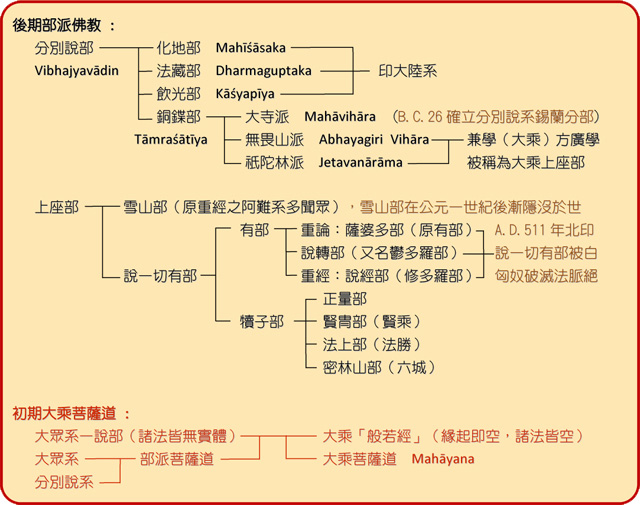 後期部派佛教：
分別說部： 化地部 Mahīśāsaka
Vibhajyavādin 法藏部 Dharmaguptaka 印大陸系
飲光部 Kāśyapīya
銅鍱部 大寺派 Mahāvihāra （B.C.26 確立分別說系錫蘭分部）
Tāmraśātīya 無畏山派 Abhayagiri Vihāra 兼學（大乘）方廣學
祇陀林派 Jetavanārāma 被稱為大乘上座部
上座部 雪山部（原重經之阿難系多聞眾），雪山部在公元一世紀後漸隱沒於世
有部 重論：薩婆多部（原有部） A.D.511 年北印
說轉部（又名鬱多羅部） 說一切有部被白
說一切有部 重經：說經部（修多羅部） 匈奴破滅法脈絕
正量部
犢子部 賢冑部（賢乘）
法上部（法勝）
密林山部（六城）
初期大乘菩薩道：
大眾系一說部（諸法皆無實體） 大乘「般若經」（緣起即空，諸法皆空）
大眾系 部派菩薩道 大乘菩薩道 Mahāyana
分別說系